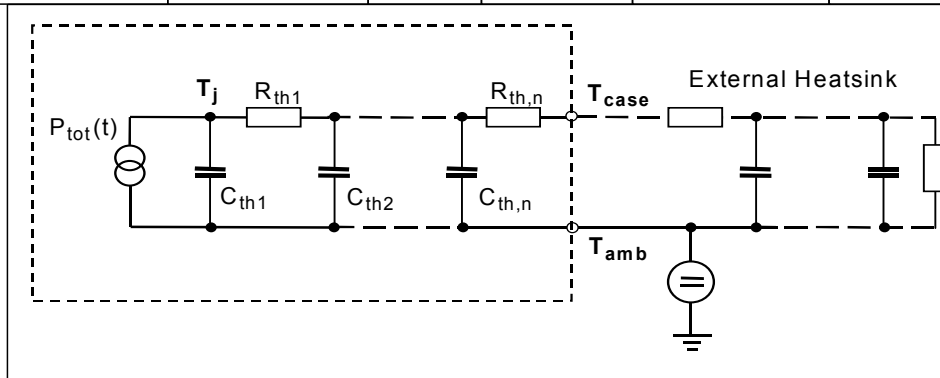 External Heatsink
T_j
R_th1
R_th,n
T_case
P_tot(t)
C_th1
C_th2
C_th,n
T_amb